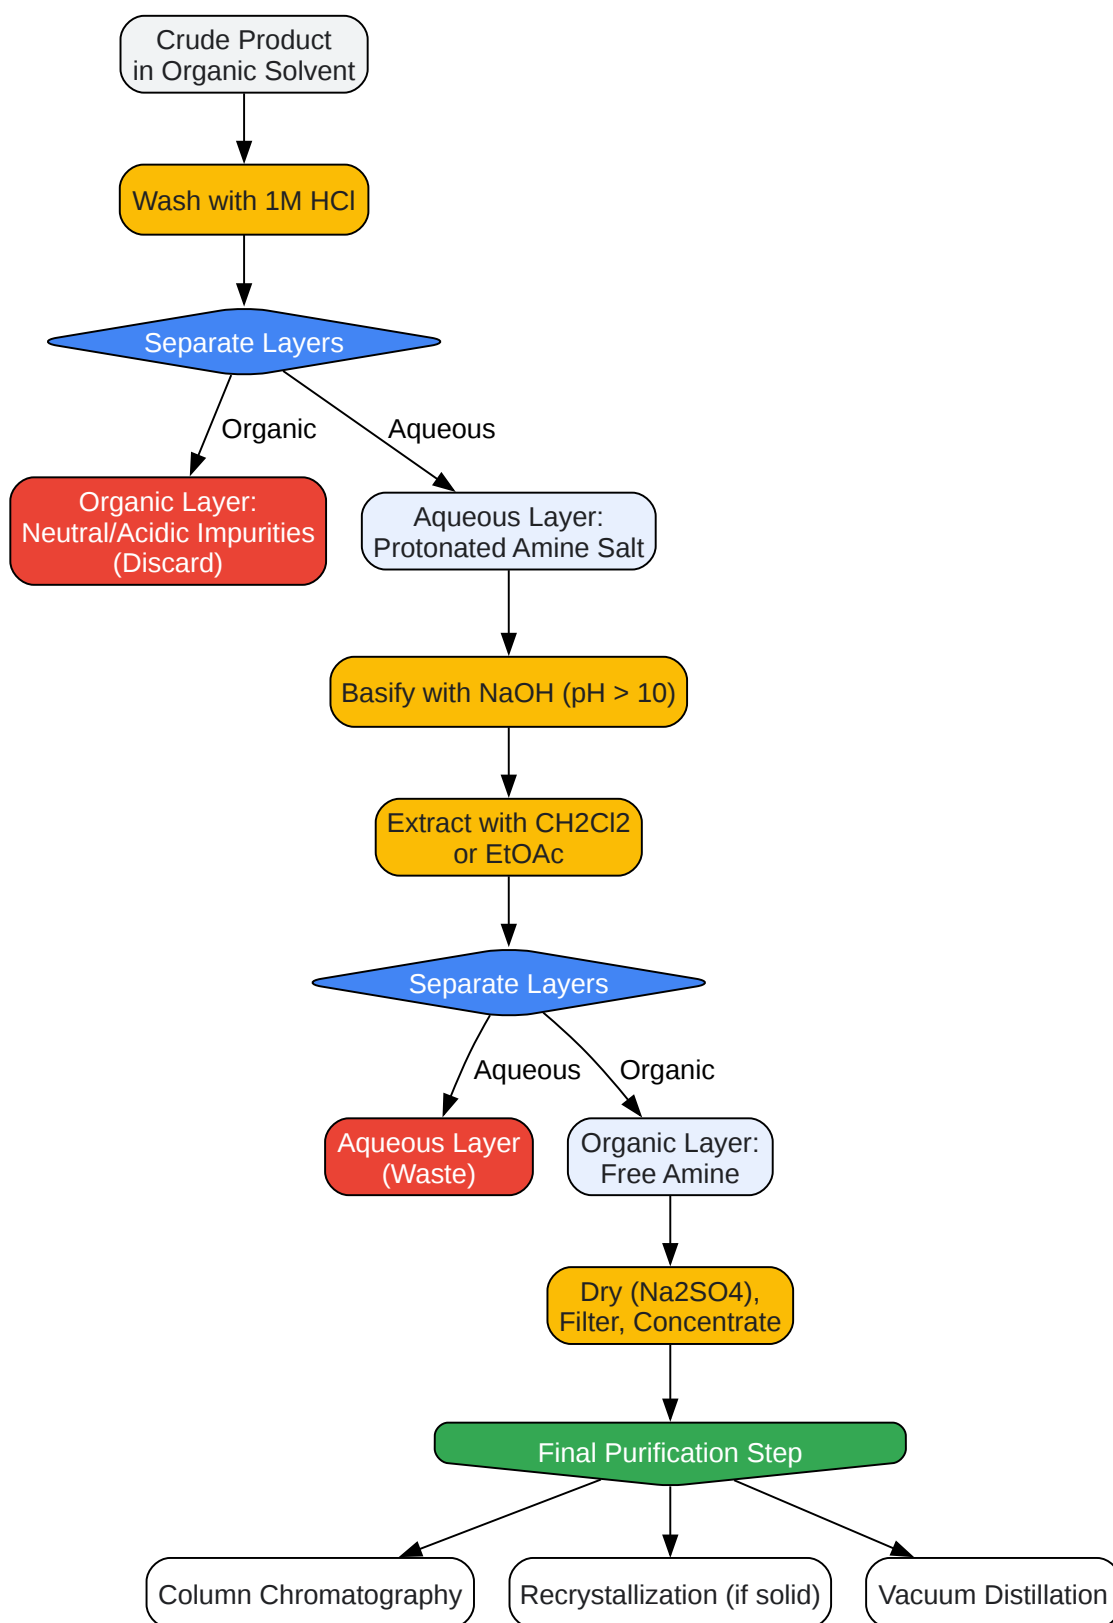 Crude Product
in Organic Solvent
Wash with 1M HCl
Separate Layers
Organic
Aqueous
Organic Layer:
Neutral/Acidic Impurities
(Discard)
Aqueous Layer:
Protonated Amine Salt
Basify with NaOH (pH > 10)
Extract with CH2Cl2
or EtOAc
Separate Layers
Aqueous
Organic
Aqueous Layer
(Waste)
Organic Layer:
Free Amine
Dry (Na2SO4),
Filter, Concentrate
Final Purification Step
Column Chromatography
Recrystallization (if solid)
Vacuum Distillation